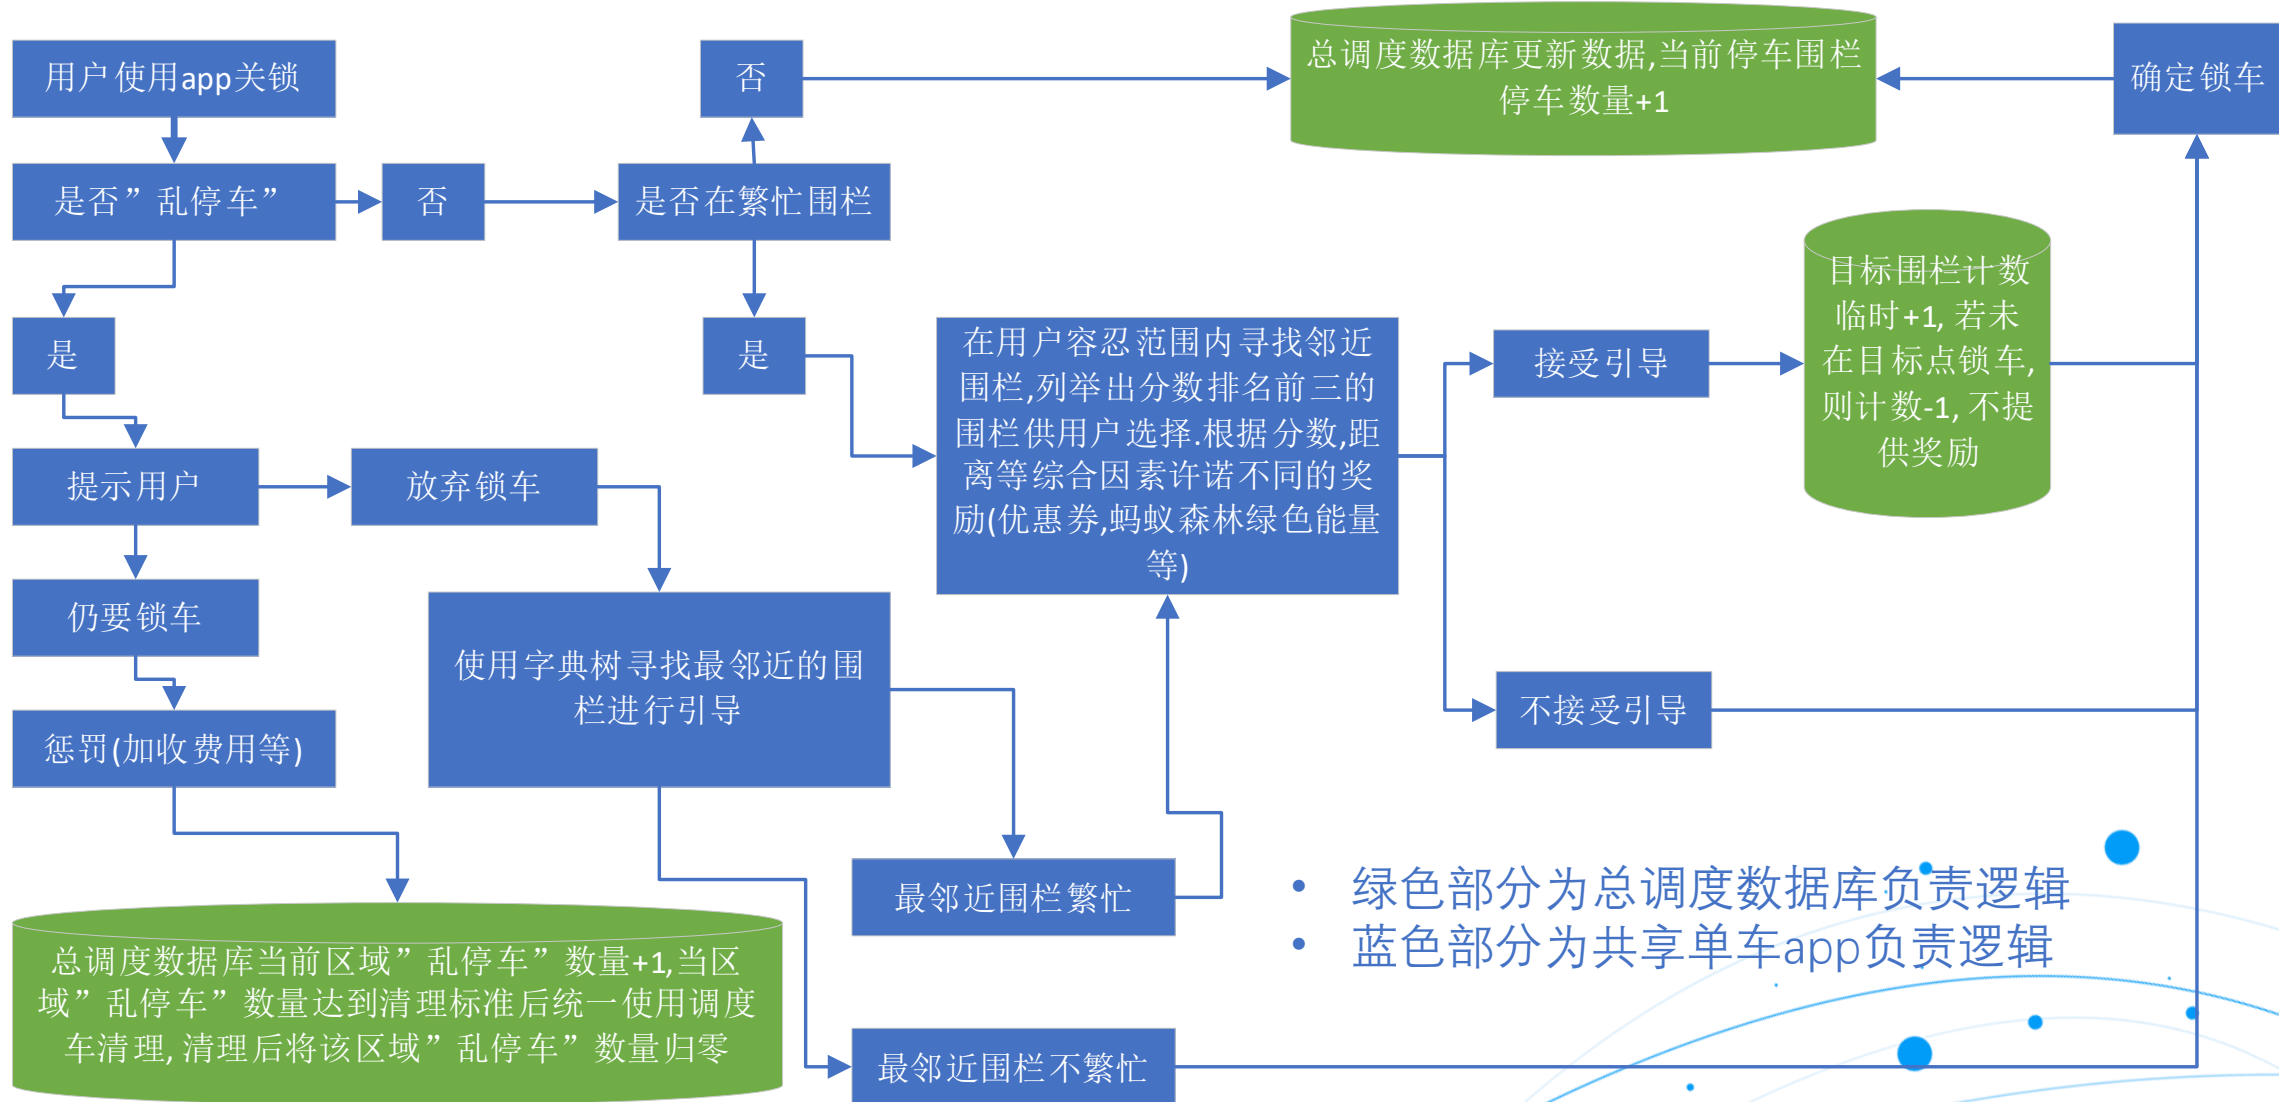 用户使用app关锁
否
总调度数据库更新数据,当前停车围栏
停车数量+1
确定锁车
是否”乱停车”
否
是否在繁忙围栏
是
是
在用户容忍范围内寻找邻近
围栏,列举出分数排名前三的
围栏供用户选择.根据分数,距
离等综合因素许诺不同的奖
励(优惠券,蚂蚁森林绿色能量
等)
接受引导
目标围栏计数
临时+1,若未
在目标点锁车,
则计数-1,不提
供奖励
提示用户
放弃锁车
仍要锁车
使用字典树寻找最邻近的围
栏进行引导
不接受引导
惩罚(加收费用等)
最邻近围栏繁忙
• 绿色部分为总调度数据库负责逻辑
• 蓝色部分为共享单车app负责逻辑
总调度数据库当前区域”乱停车”数量+1,当区
域”乱停车”数量达到清理标准后统一使用调度
车清理,清理后将该区域”乱停车”数量归零
最邻近围栏不繁忙